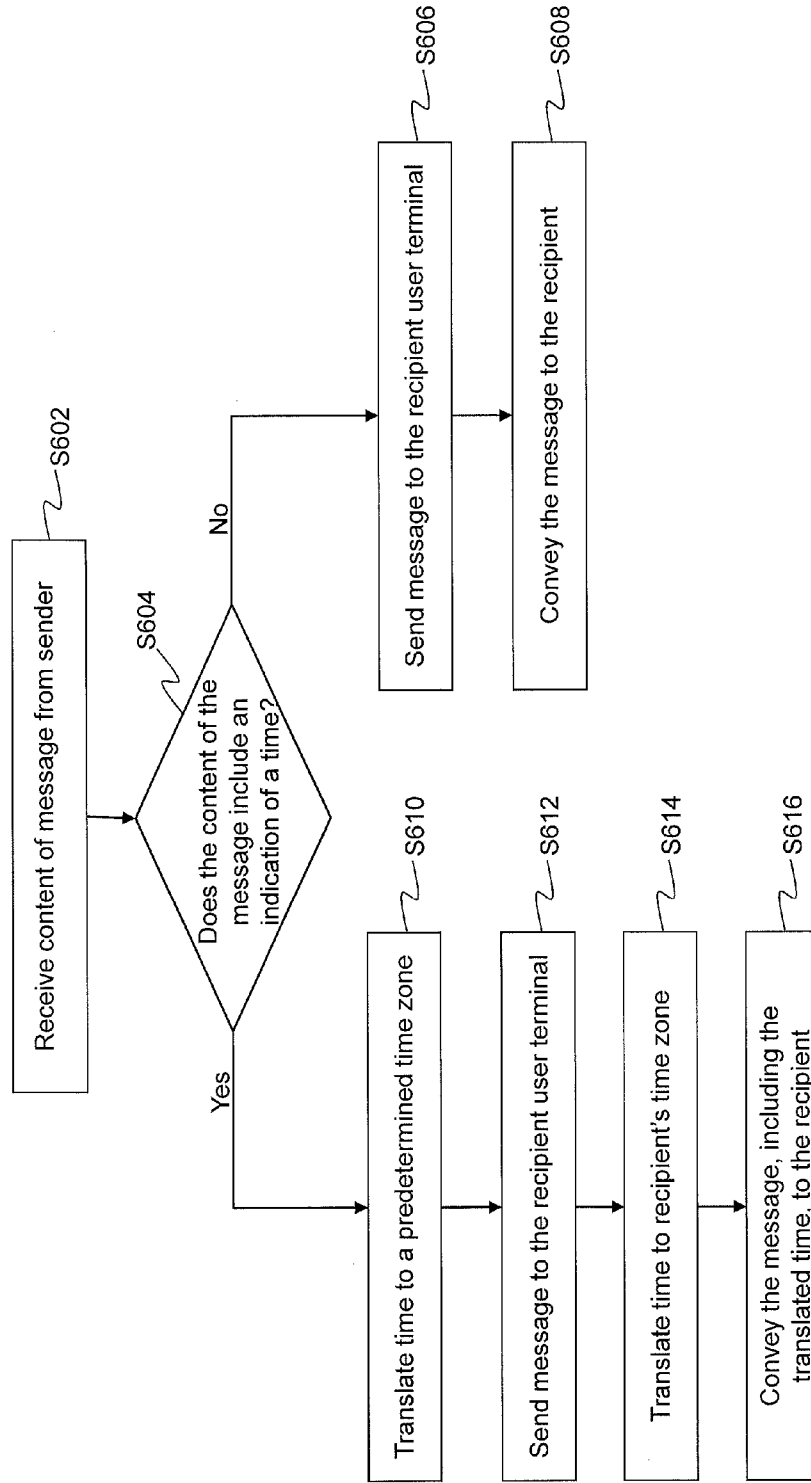 Receive content of message from sender
S602
S604
Does the content of the
message include an
indication of a time?
Yes
No
Translate time to a predetermined time zone
S610
Send message to the recipient user terminal
S612
Translate time to recipient's time zone
S614
Convey the message, including the
translated time, to the recipient
S616
Send message to the recipient user terminal
S606
Convey the message to the recipient
S608